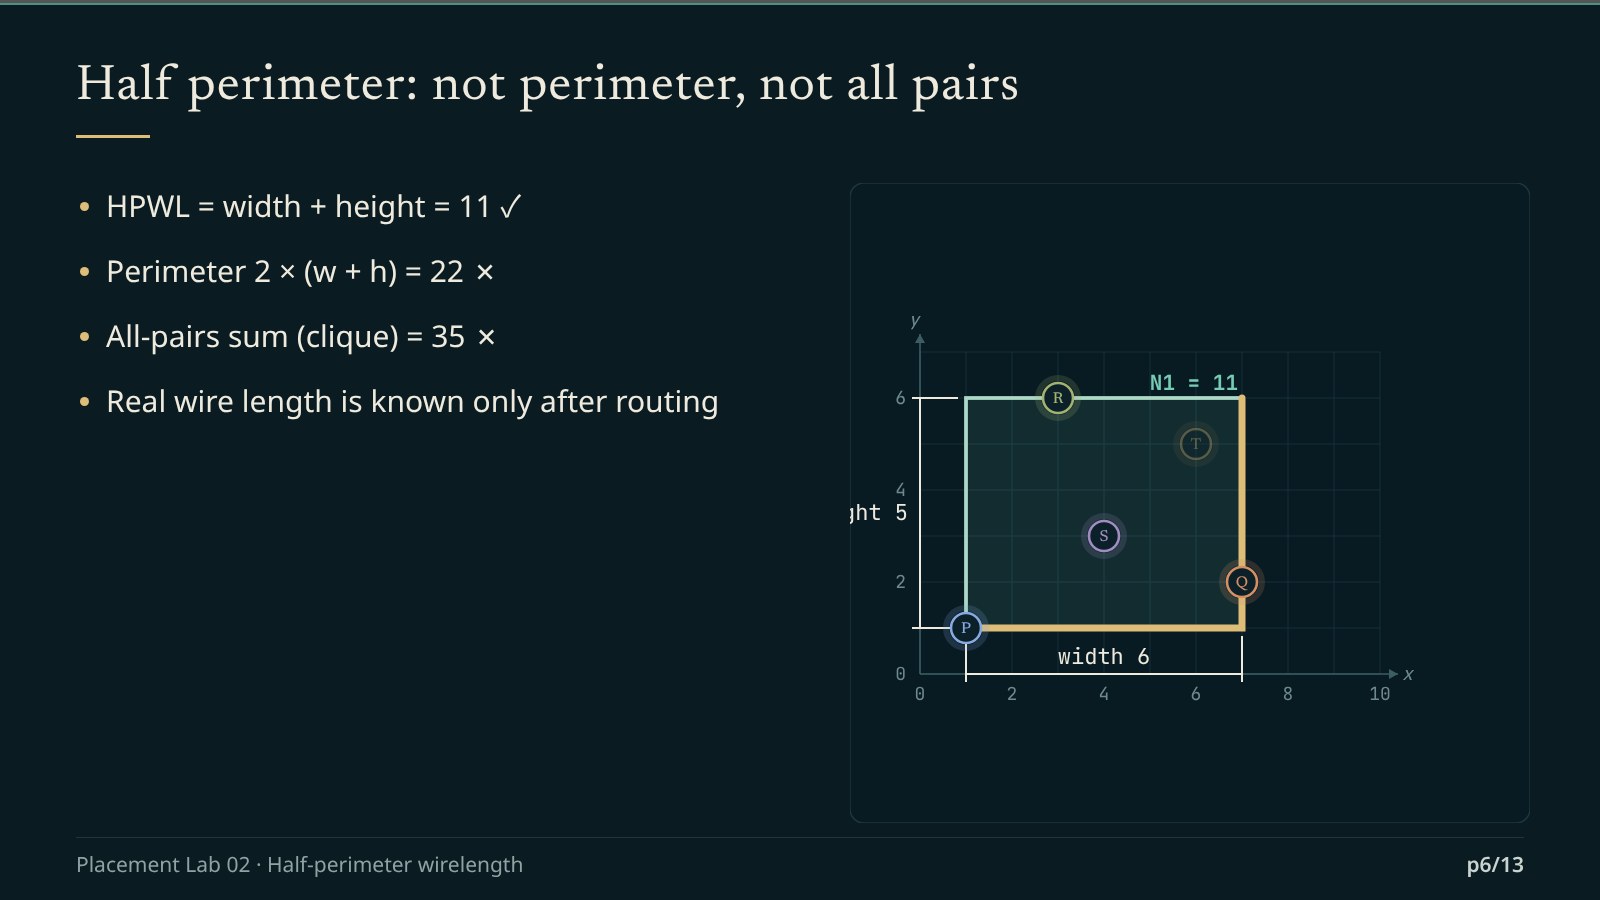 Half perimeter: not perimeter, not all pairs
• HPWL = width + height = 11 ✓
• Perimeter 2 × (w + h) = 22 ×
• All-pairs sum (clique) = 35 ×
• Real wire length is known only after routing
y
N1 = 11
6
R
T
4
ght 5
S
2
Q
P
width 6
0
x
0 2 4 6 8 10
Placement Lab 02 · Half-perimeter wirelength
p6/13